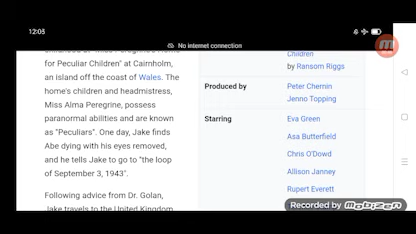 12:03
No internet connection
for Peculiar Children" at Cairnholm,
an island off the coast of Wales. The
home's children and headmistress,
Miss Alma Peregrine, possess
paranormal abilities and are known
as "Peculiars". One day, Jake finds
Abe dying with his eyes removed,
and he tells Jake to go to "the loop
of September 3, 1943".
Following advice from Dr. Golan,
Jake travels to the United Kingdom
Children
by Ransom Riggs
Produced by
Peter Chernin
Jenno Topping
Starring
Eva Green
Asa Butterfield
Chris O'Dowd
Allison Janney
Rupert Everett
Recorded by mobizen